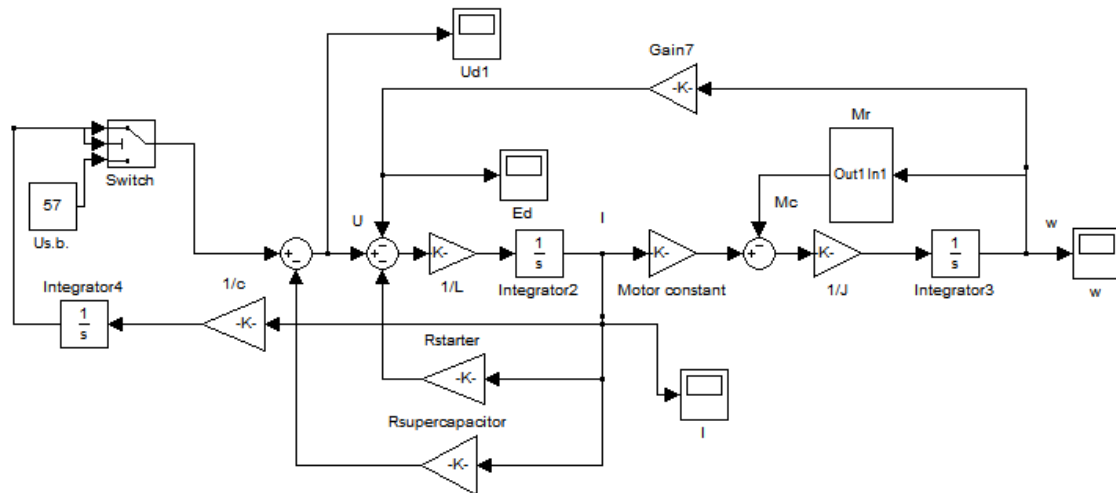 Ud1
Gain7
-K-
Mr
Out1 In1
Switch
57
Us.b.
Ed
U
I
Mc
w
+
-
-
-
K-
1/L
1
s
Integrator2
K-
Motor constant
-
+
K-
1/J
1
s
Integrator3
w
Integrator4
1
s
1/c
-K-
Rstarter
-K-
I
Rsupercapacitor
-K-